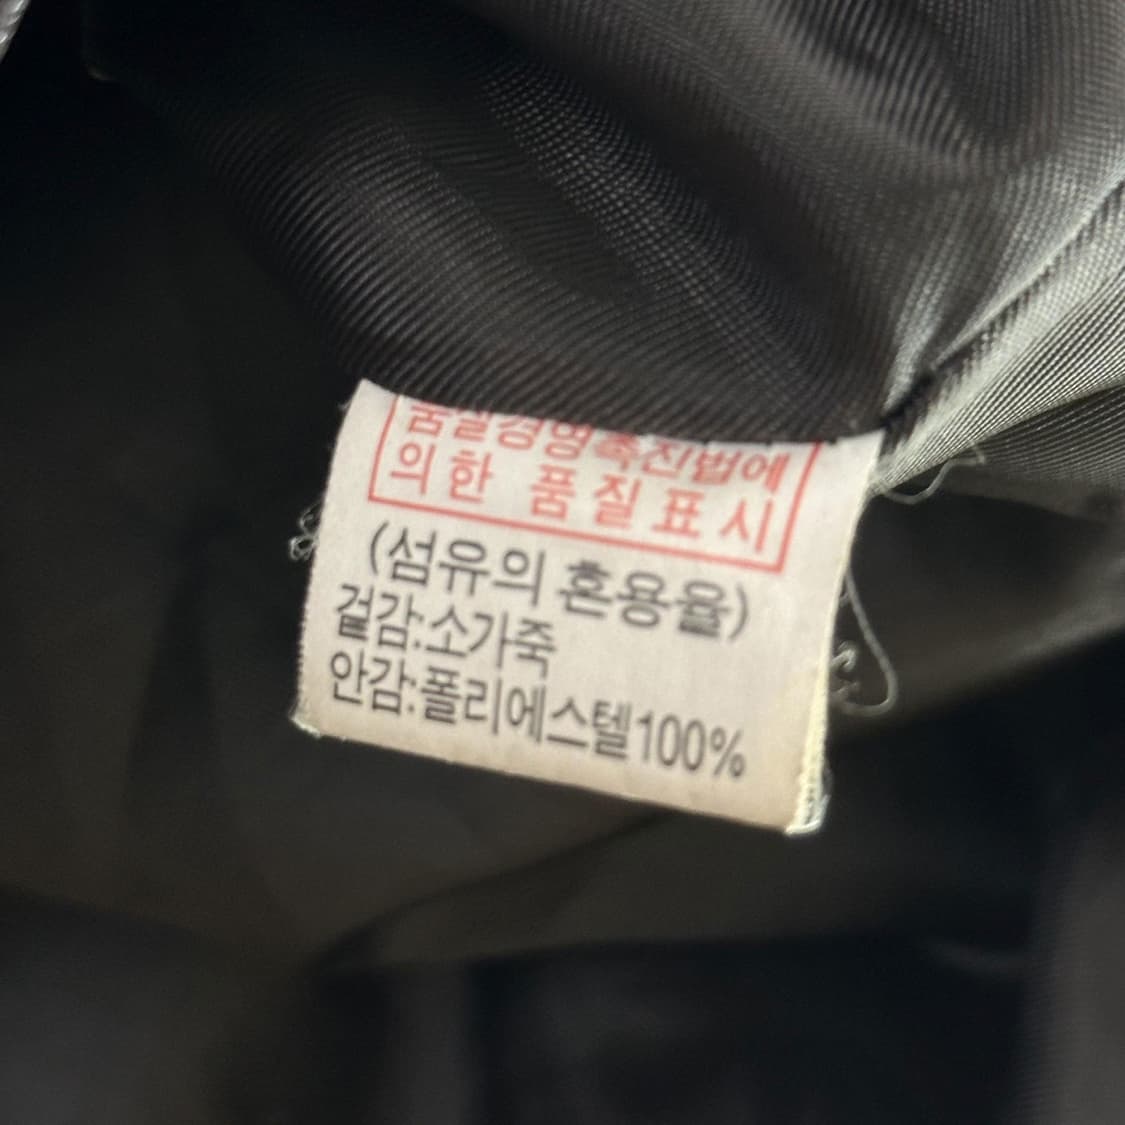 품질경영촉진법에
의한 품질표시
(섬유의 혼용율)
겉감:소가죽
안감:폴리에스텔100%